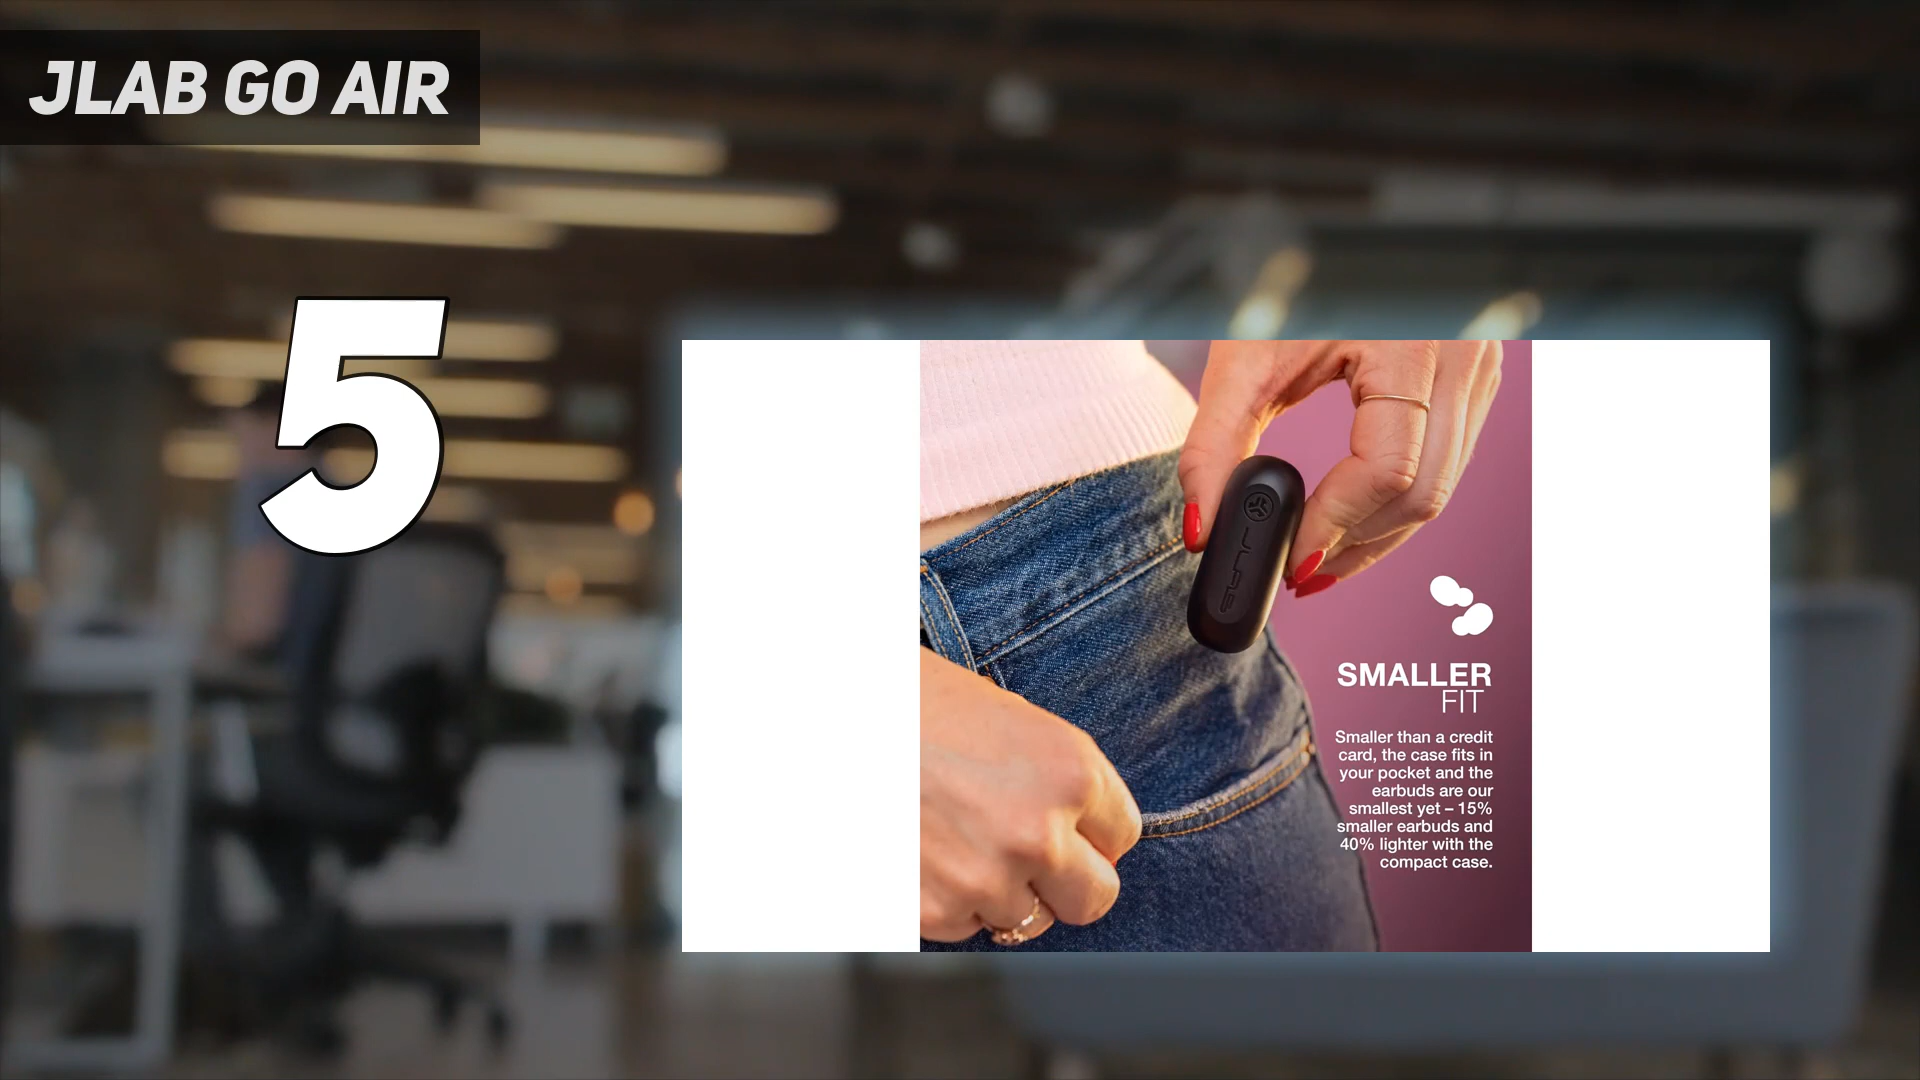 JLAB GO AIR
5
JLAB
SMALLER
FIT
Smaller than a credit
card, the case fits in
your pocket and the
earbuds are our
smallest yet – 15%
smaller earbuds and
40% lighter with the
compact case.